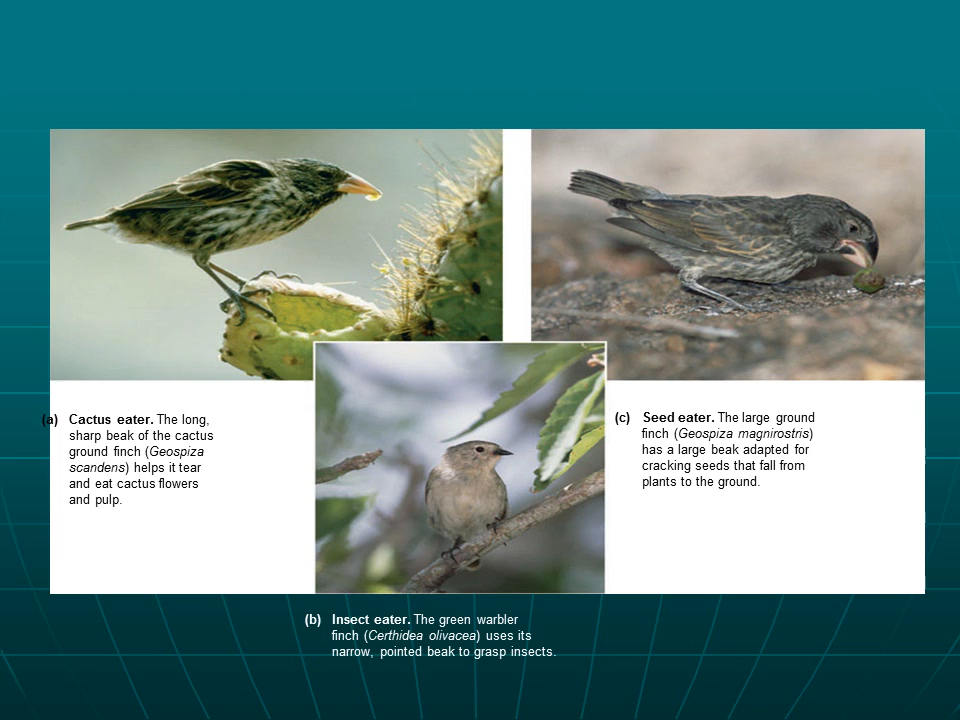 (a) Cactus eater. The long,
sharp beak of the cactus
ground finch (Geospiza
scandens) helps it tear
and eat cactus flowers
and pulp.
(c) Seed eater. The large ground
finch (Geospiza magnirostris)
has a large beak adapted for
cracking seeds that fall from
plants to the ground.
(b) Insect eater. The green warbler
finch (Certhidea olivacea) uses its
narrow, pointed beak to grasp insects.